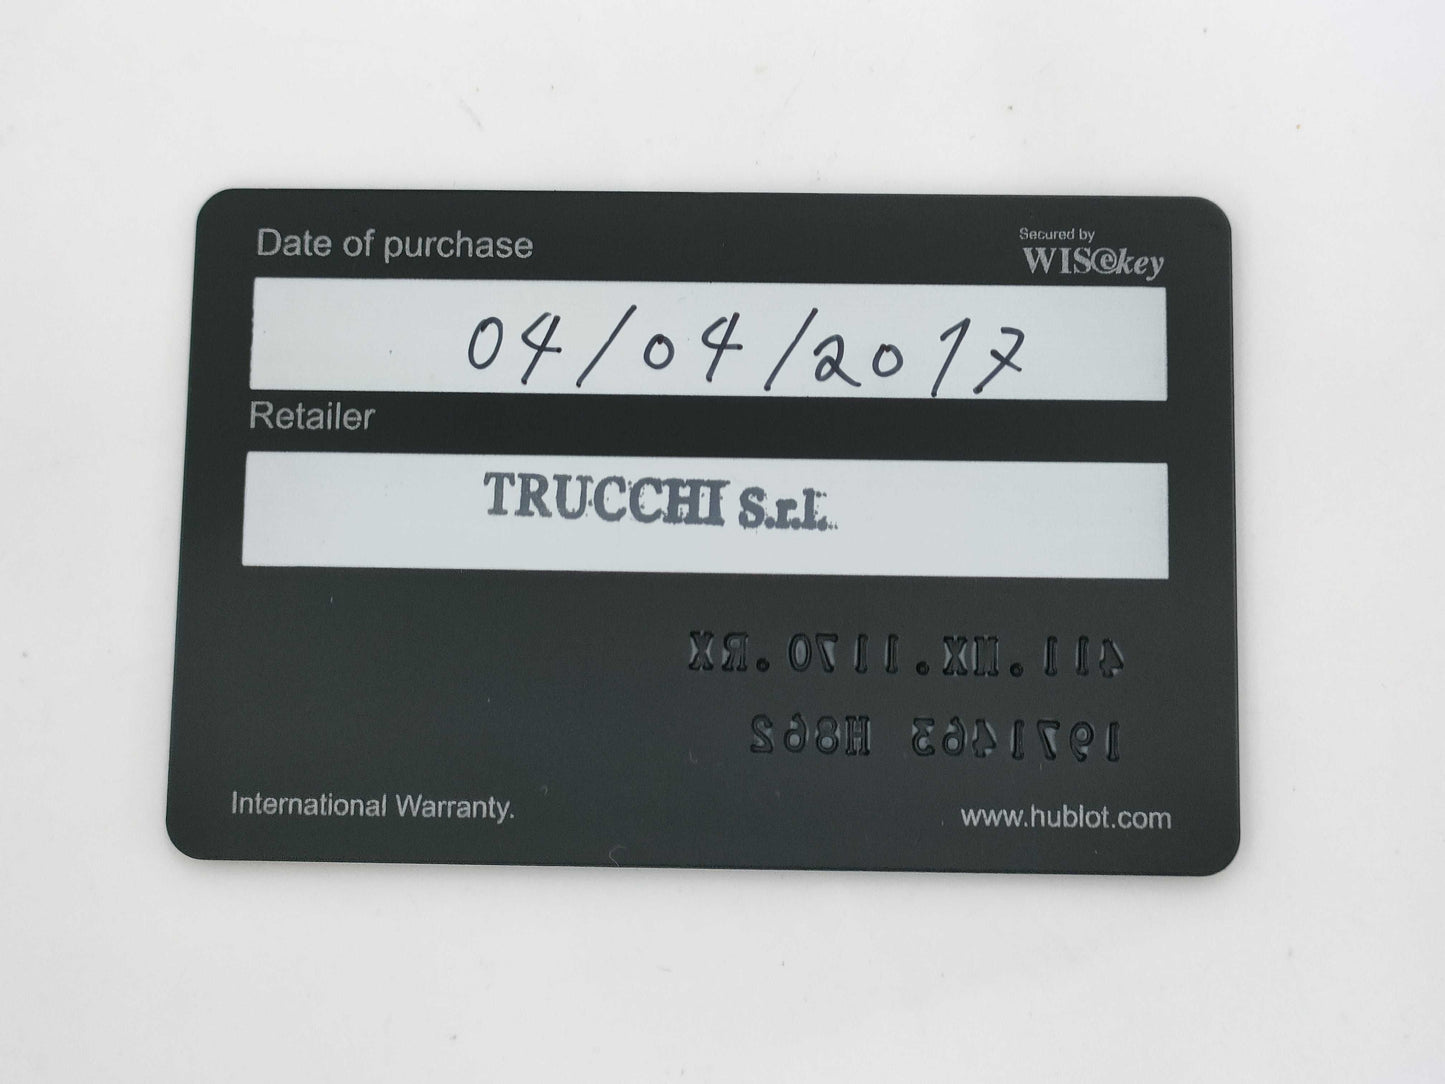 Date of purchase
Secured by
WISekey
04/04/2017
Retailer
TRUCCHI S.r.l.
411.MX.1170.RX
1971463 H862
International Warranty.
www.hublot.com